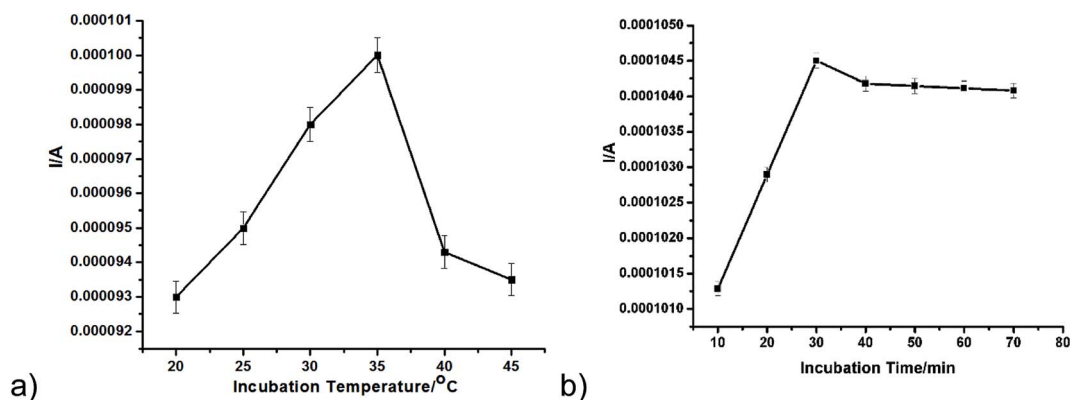 0.000101
0.000100
0.000099
0.000098
0.000097
0.000096
0.000095
0.000094
0.000093
0.000092
I/A
20 25 30 35 40 45
Incubation Temperature/°C
a)
0.0001050
0.0001045
0.0001040
0.0001035
0.0001030
0.0001025
0.0001020
0.0001015
0.0001010
I/A
10 20 30 40 50 60 70 80
Incubation Time/min
b)